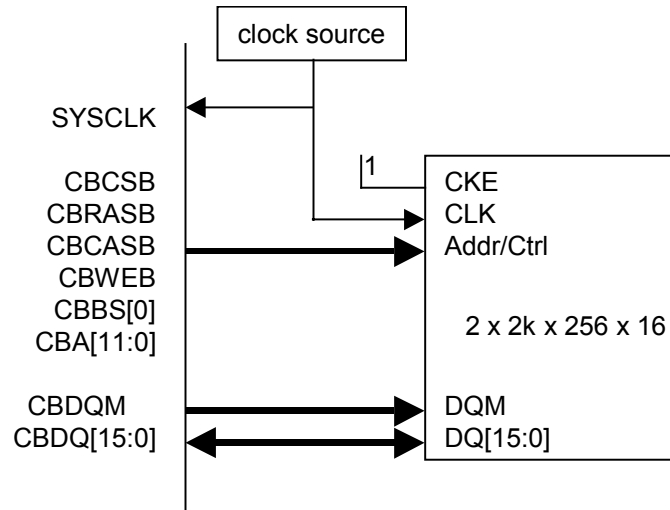 clock source
SYSCLK
1
CBCSB
CKE
CBRASB
CLK
CBCASB
Addr/Ctrl
CBWEB
CBBS[0]
2 x 2k x 256 x 16
CBA[11:0]
CBDQM
DQM
CBDQ[15:0]
DQ[15:0]